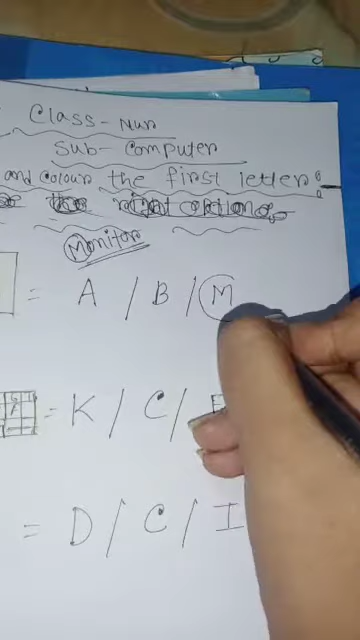 Class - Nur
Sub - Computer
and colour the first letter:
Monitor
= A / B / M
= K / C /
= D / C / I